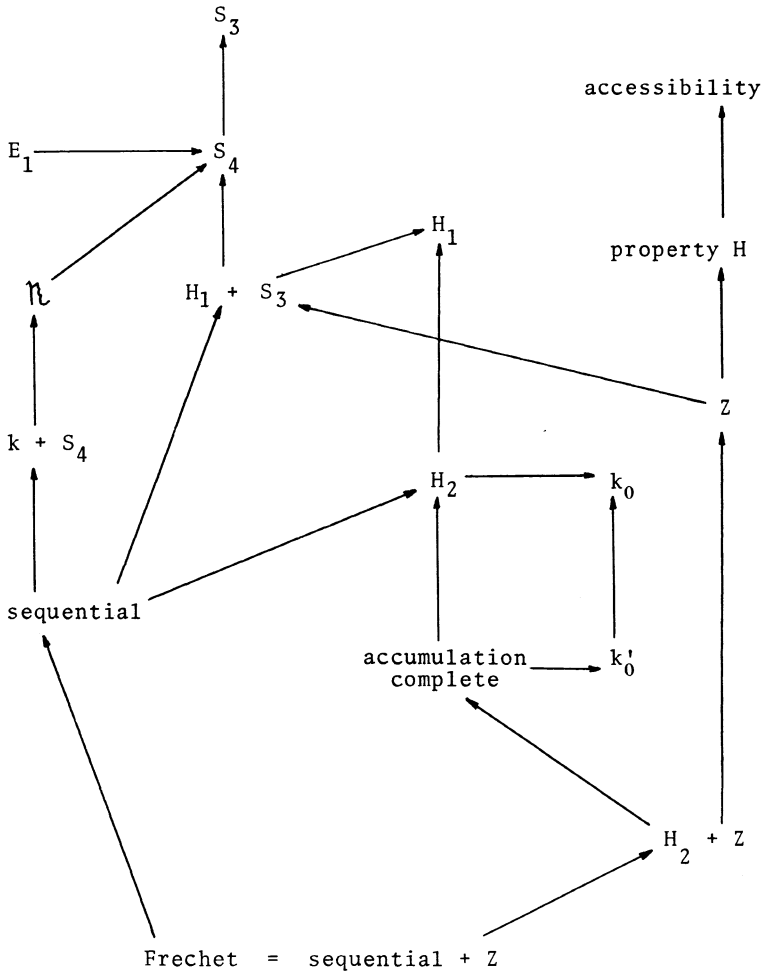 S3
accessibility
E1
S4
H1
property H
𝔑
H1 + S3
Z
k + S4
H2
k0
sequential
accumulation
complete
k0'
H2 + Z
Frechet = sequential + Z